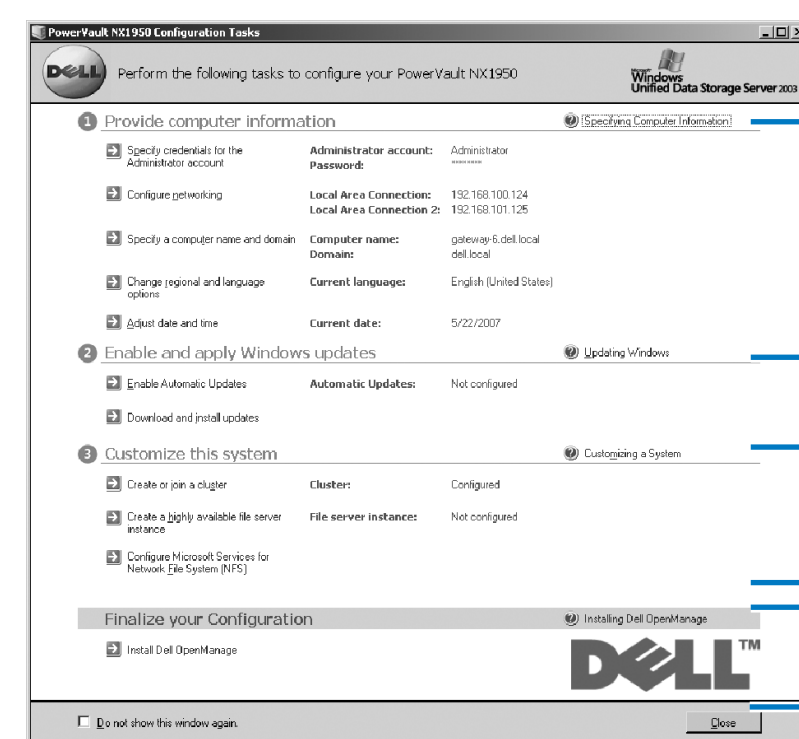 PowerVault NX1950 Configuration Tasks
DELL
Perform the following tasks to configure your PowerVault NX1950
Microsoft
Windows
Unified Data Storage Server 2003
1 Provide computer information
Specifying Computer Information
Specify credentials for the
Administrator account
Administrator account: Administrator
Password: ********
Configure networking
Local Area Connection: 192.168.100.124
Local Area Connection 2: 192.168.101.125
Specify a computer name and domain
Computer name: gateway-6.dell.local
Domain: dell.local
Change regional and language
options
Current language: English (United States)
Adjust date and time
Current date: 5/22/2007
2 Enable and apply Windows updates
Updating Windows
Enable Automatic Updates
Automatic Updates: Not configured
Download and install updates
3 Customize this system
Customizing a System
Create or join a cluster
Cluster: Configured
Create a highly available file server
instance
File server instance: Not configured
Configure Microsoft Services for
Network File System (NFS)
Finalize your Configuration
Installing Dell OpenManage
Install Dell OpenManage
DELL™
Do not show this window again.
Close